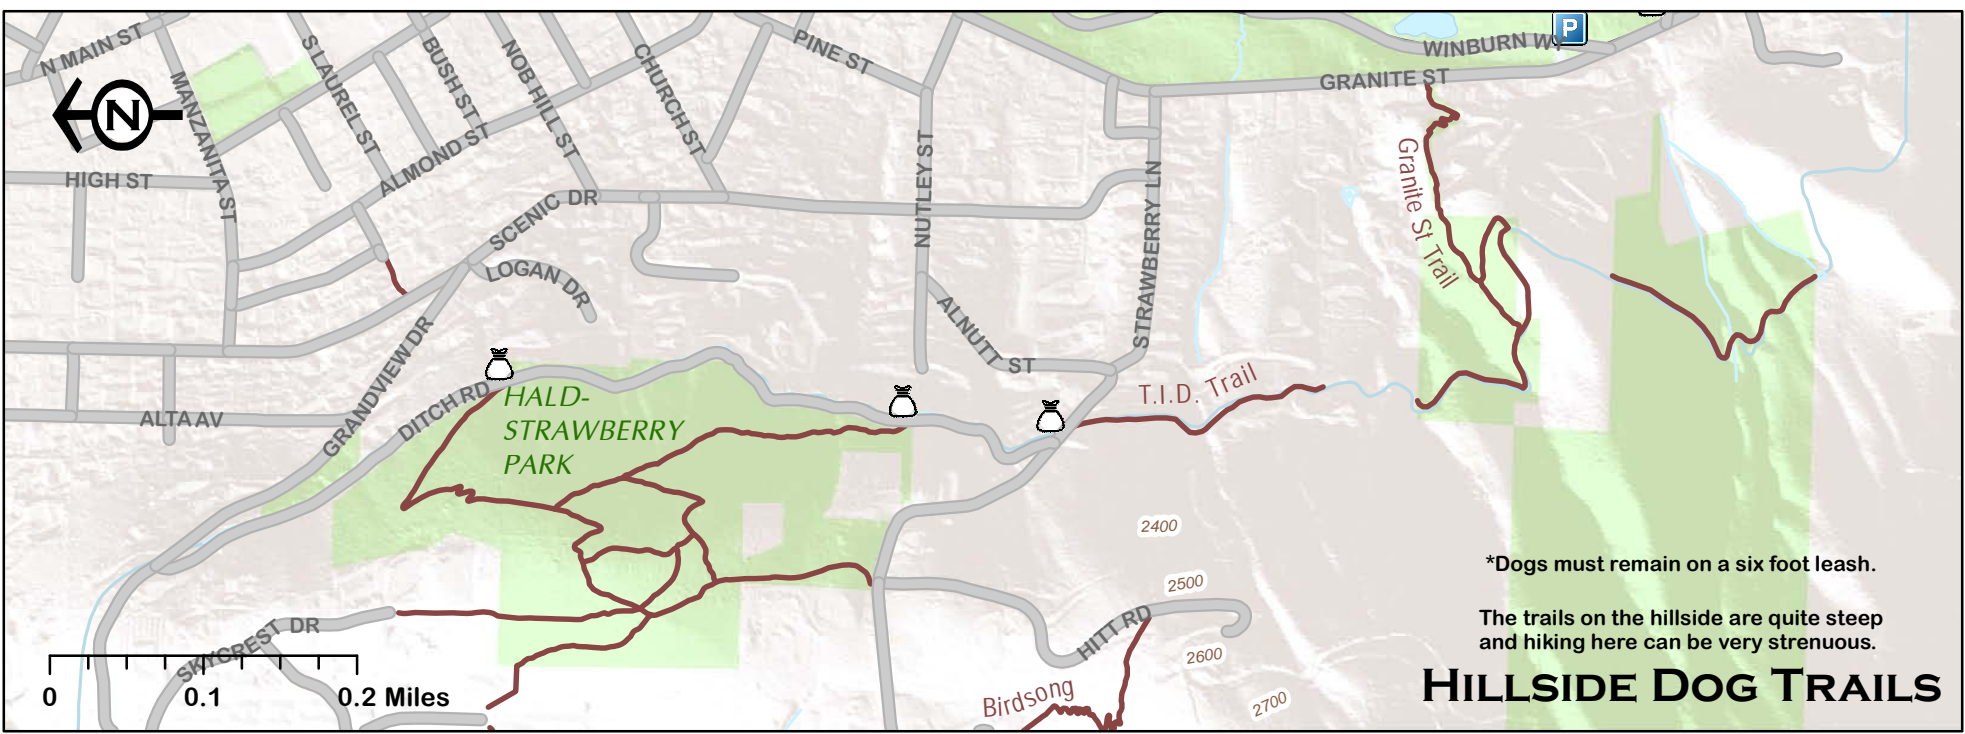 N MAIN ST
S LAUREL ST
BUSH ST
NOB HILL ST
CHURCH ST
PINE ST
P
WINBURN WY
GRANITE ST
N
MANZANITA ST
HIGH ST
ALMOND ST
SCENIC DR
NUTLEY ST
STRAWBERRY LN
Granite St Trail
LOGAN DR
ALNUTT ST
GRANDVIEW DR
DITCH RD
ALTA AV
HALD-
STRAWBERRY
PARK
T.I.D. Trail
2400
2500
2600
2700
SKYCREST DR
HITT RD
Birdsong
0
0.1
0.2 Miles
*Dogs must remain on a six foot leash.
The trails on the hillside are quite steep
and hiking here can be very strenuous.
HILLSIDE DOG TRAILS